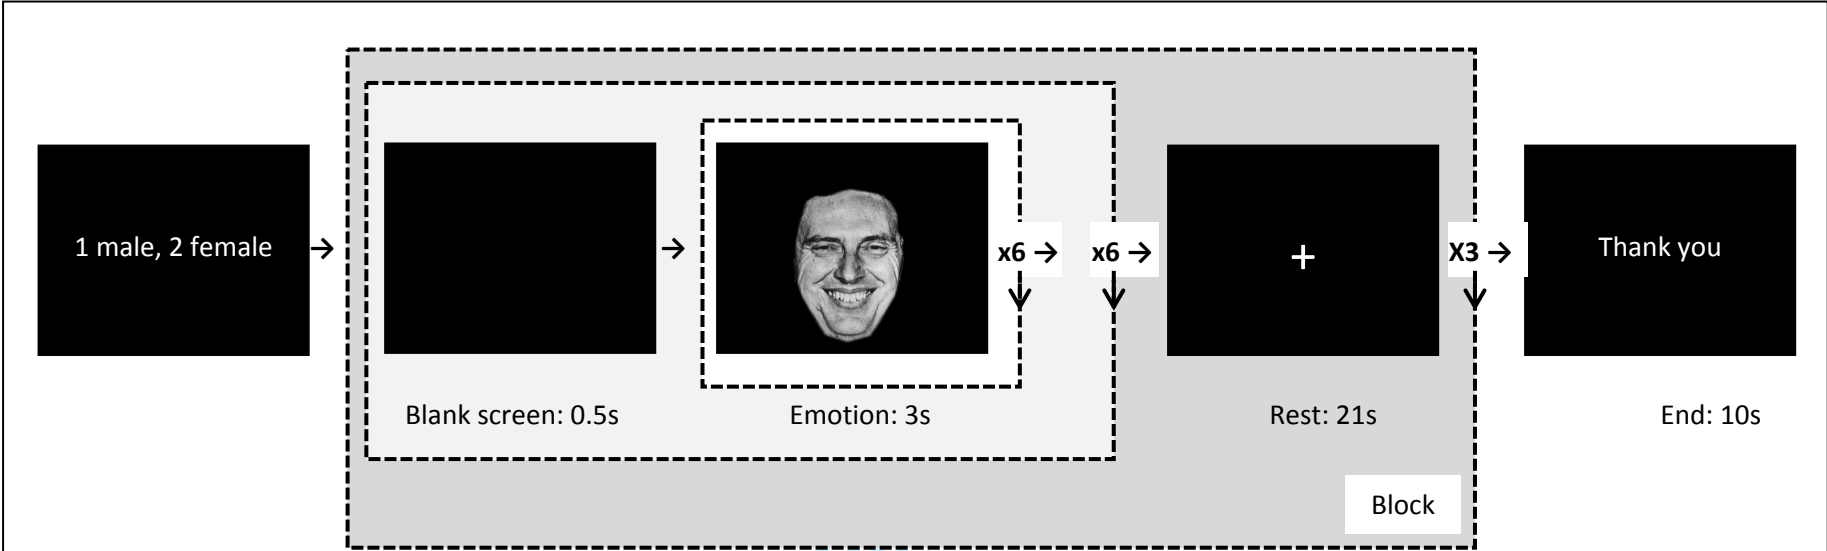 1 male, 2 female
→
→
x6 →
x6 →
+
X3 →
Thank you
Blank screen: 0.5s
Emotion: 3s
Rest: 21s
End: 10s
Block